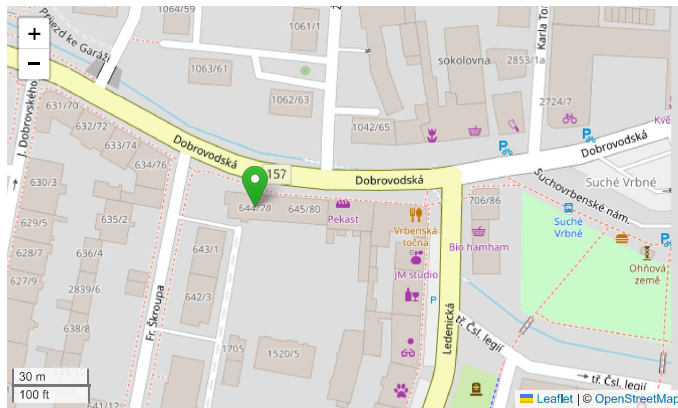 1064/59
Příjezd ke Garáži
+
−
1061/1
Karla Tom
sokolovna
2853/1a
1063/61
1062/63
2724/7
J. Dobrovského
631/70
632/72
1042/65
Kvě
633/74
634/76
Dobrovodská
Dobrovodská
157
Dobrovodská
Suché Vrbné
Suchovrbenské nám.
630/3
644/78
645/80
Pekast
706/86
629/5
635/2
Vrbenská
točna
Suché
Vrbné
Bio hamham
643/1
636/4
627/9
JM studio
Ohňová
země
2839/6
642/3
P
Fr. Škroupa
638/8
Ledenická
tř. Čsl. legií
1705
1520/5
→ tř. Čsl. legií
30 m
100 ft
641/12
647/17
Leaflet | © OpenStreetMap